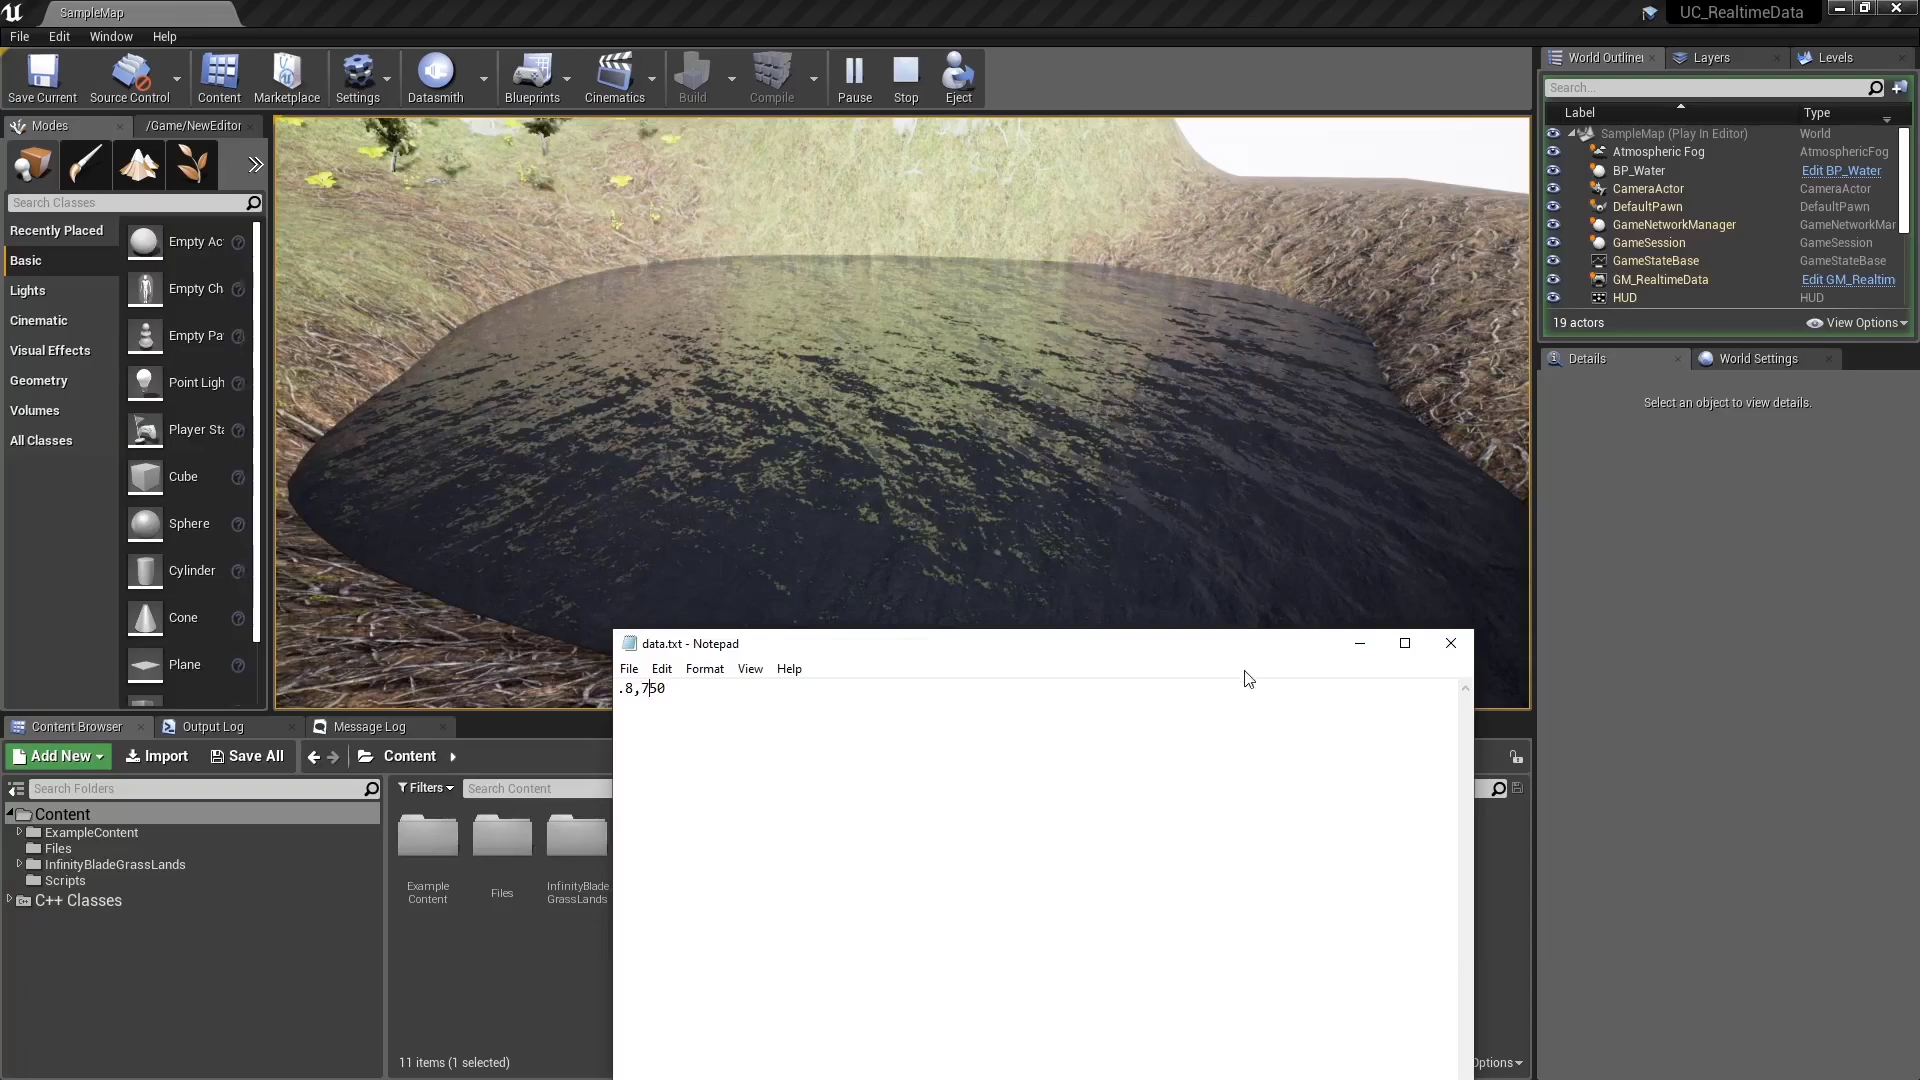 SampleMap
UC_RealtimeData
File Edit Window Help
Save Current Source Control Content Marketplace Settings Datasmith Blueprints Cinematics Build Compile Pause Stop Eject
Modes /Game/NewEditor
Search Classes
Recently Placed
Basic
Lights
Cinematic
Visual Effects
Geometry
Volumes
All Classes
Empty Ac
Empty Ch
Empty Pa
Point Ligh
Player Sta
Cube
Sphere
Cylinder
Cone
Plane
World Outliner Layers Levels
Search...
Label Type
SampleMap (Play In Editor) World
Atmospheric Fog AtmosphericFog
BP_Water Edit BP_Water
CameraActor CameraActor
DefaultPawn DefaultPawn
GameNetworkManager GameNetworkMar
GameSession GameSession
GameStateBase GameStateBase
GM_RealtimeData Edit GM_Realtim
HUD HUD
19 actors View Options
Details World Settings
Select an object to view details.
Content Browser Output Log Message Log
Add New Import Save All Content
Search Folders
Content
ExampleContent
Files
InfinityBladeGrassLands
Scripts
C++ Classes
Filters Search Content
Example
Content
Files
InfinityBlade
GrassLands
11 items (1 selected)
Options
data.txt - Notepad
File Edit Format View Help
.8,750